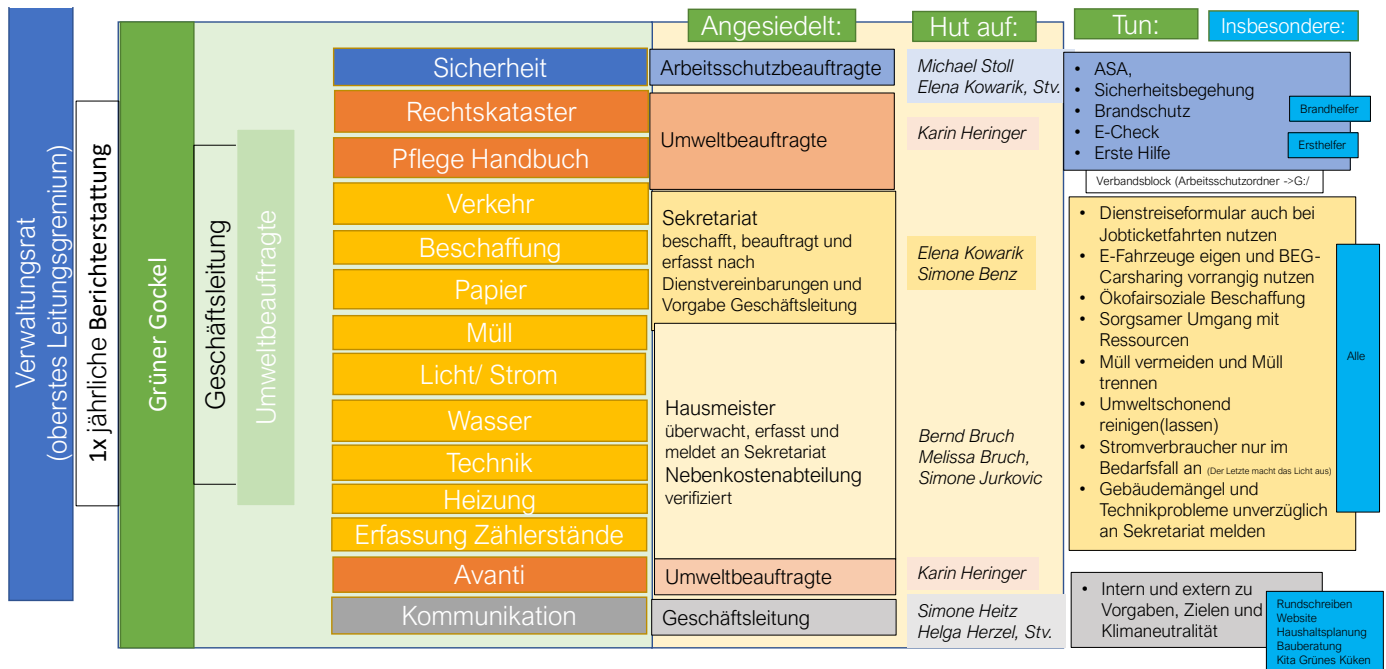 Verwaltungsrat
(oberstes Leitungsgremium)
1x jährliche Berichterstattung
Grüner Gockel
Geschäftsleitung
Umweltbeauftragte
Angesiedelt:
Hut auf:
Tun:
Insbesondere:
Sicherheit
Rechtskataster
Pflege Handbuch
Verkehr
Beschaffung
Papier
Müll
Licht/ Strom
Wasser
Technik
Heizung
Erfassung Zählerstände
Avanti
Kommunikation
Arbeitsschutzbeauftragte
Umweltbeauftragte
Sekretariat
beschafft, beauftragt und
erfasst nach
Dienstvereinbarungen und
Vorgabe Geschäftsleitung
Hausmeister
überwacht, erfasst und
meldet an Sekretariat
Nebenkostenabteilung
verifiziert
Umweltbeauftragte
Geschäftsleitung
Michael Stoll
Elena Kowarik, Stv.
Karin Heringer
Elena Kowarik
Simone Benz
Bernd Bruch
Melissa Bruch,
Simone Jurkovic
Karin Heringer
Simone Heitz
Helga Herzel, Stv.
• ASA,
• Sicherheitsbegehung
• Brandschutz
• E-Check
• Erste Hilfe
Brandhelfer
Ersthelfer
Verbandsblock (Arbeitsschutzordner ->G:/
• Dienstreiseformular auch bei
Jobticketfahrten nutzen
• E-Fahrzeuge eigen und BEG-
Carsharing vorrangig nutzen
• Ökofairsoziale Beschaffung
• Sorgsamer Umgang mit
Ressourcen
• Müll vermeiden und Müll
trennen
• Umweltschonend
reinigen(lassen)
• Stromverbraucher nur im
Bedarfsfall an (Der Letzte macht das Licht aus)
• Gebäudemängel und
Technikprobleme unverzüglich
an Sekretariat melden
Alle
• Intern und extern zu
Vorgaben, Zielen und
Klimaneutralität
Rundschreiben
Website
Haushaltsplanung
Bauberatung
Kita Grünes Küken